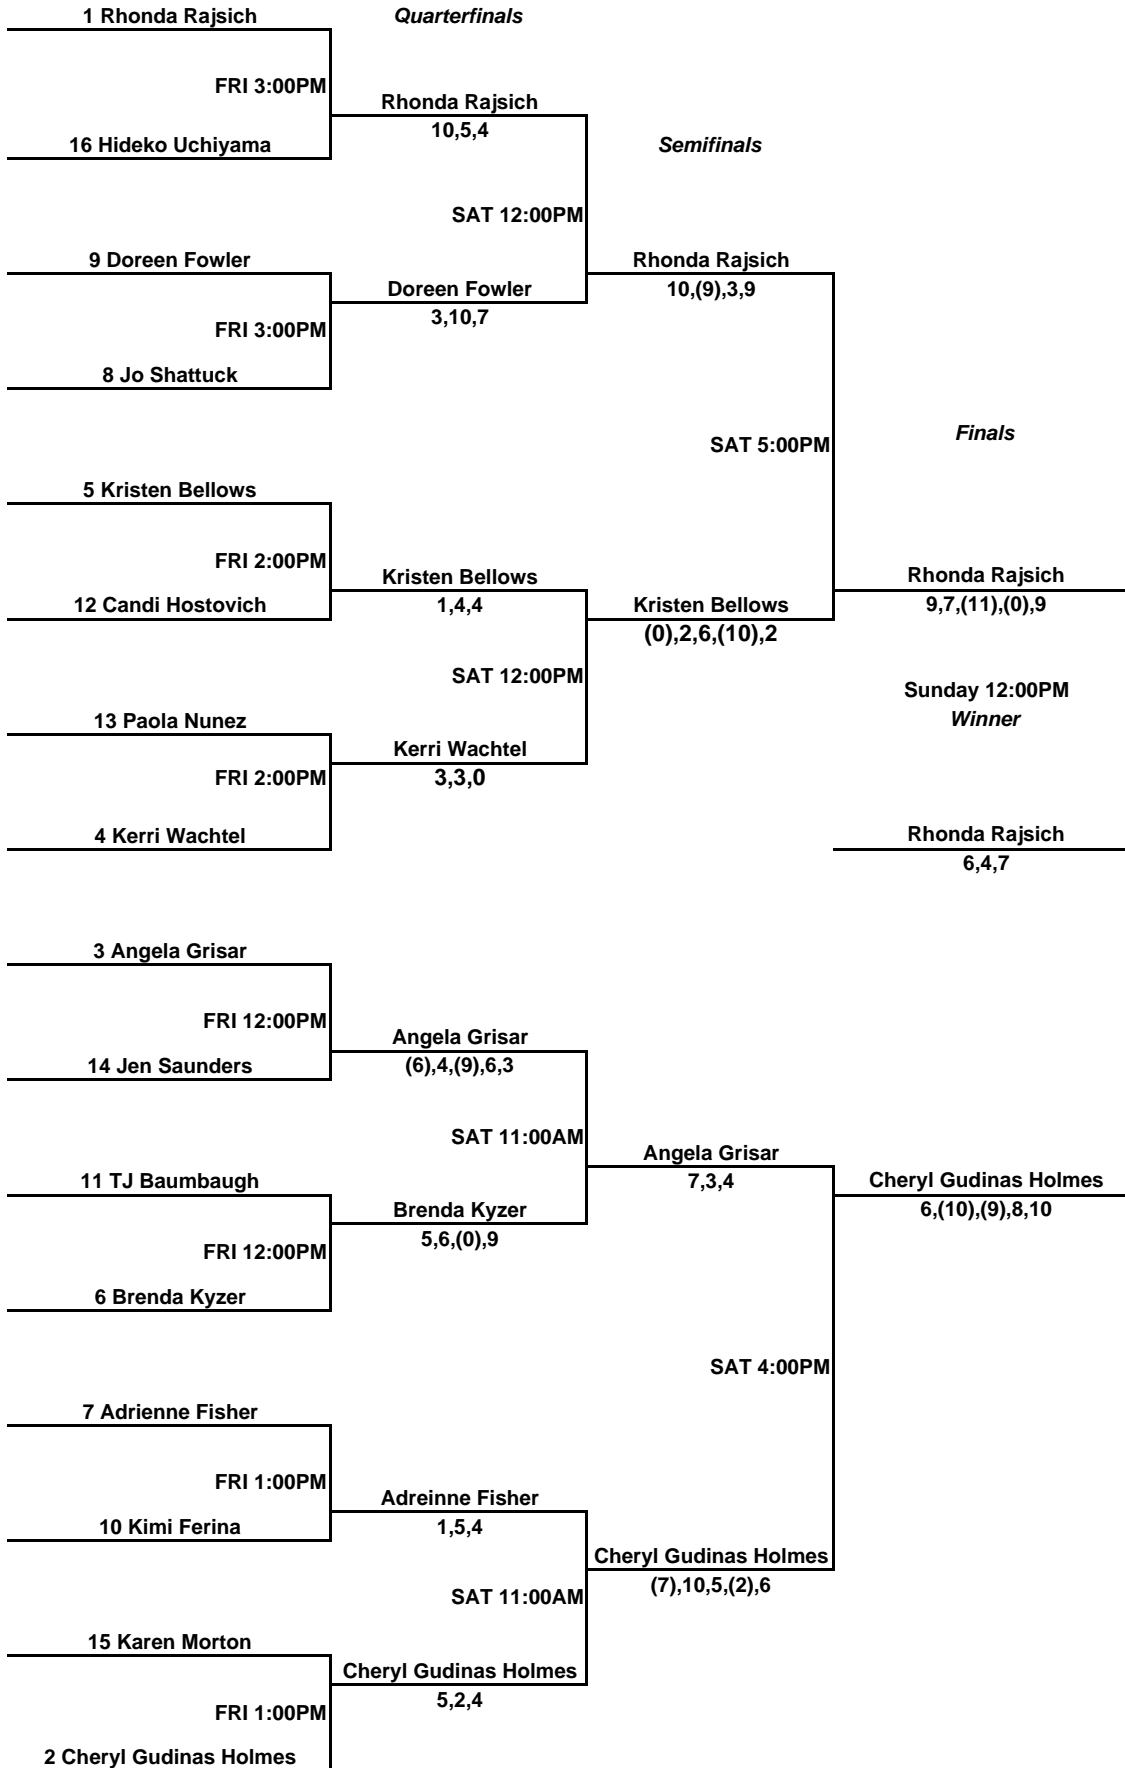 1 Rhonda Rajsich
Quarterfinals
FRI 3:00PM
Rhonda Rajsich
10,5,4
16 Hideko Uchiyama
Semifinals
SAT 12:00PM
9 Doreen Fowler
Rhonda Rajsich
10,(9),3,9
Doreen Fowler
3,10,7
FRI 3:00PM
8 Jo Shattuck
Finals
SAT 5:00PM
5 Kristen Bellows
FRI 2:00PM
Kristen Bellows
1,4,4
Rhonda Rajsich
9,7,(11),(0),9
12 Candi Hostovich
Kristen Bellows
(0),2,6,(10),2
SAT 12:00PM
Sunday 12:00PM
Winner
13 Paola Nunez
Kerri Wachtel
3,3,0
FRI 2:00PM
4 Kerri Wachtel
Rhonda Rajsich
6,4,7
3 Angela Grisar
FRI 12:00PM
Angela Grisar
(6),4,(9),6,3
14 Jen Saunders
SAT 11:00AM
Angela Grisar
7,3,4
11 TJ Baumbaugh
Cheryl Gudinas Holmes
6,(10),(9),8,10
Brenda Kyzer
5,6,(0),9
FRI 12:00PM
6 Brenda Kyzer
SAT 4:00PM
7 Adrienne Fisher
FRI 1:00PM
Adreinne Fisher
1,5,4
10 Kimi Ferina
Cheryl Gudinas Holmes
(7),10,5,(2),6
SAT 11:00AM
15 Karen Morton
Cheryl Gudinas Holmes
5,2,4
FRI 1:00PM
2 Cheryl Gudinas Holmes